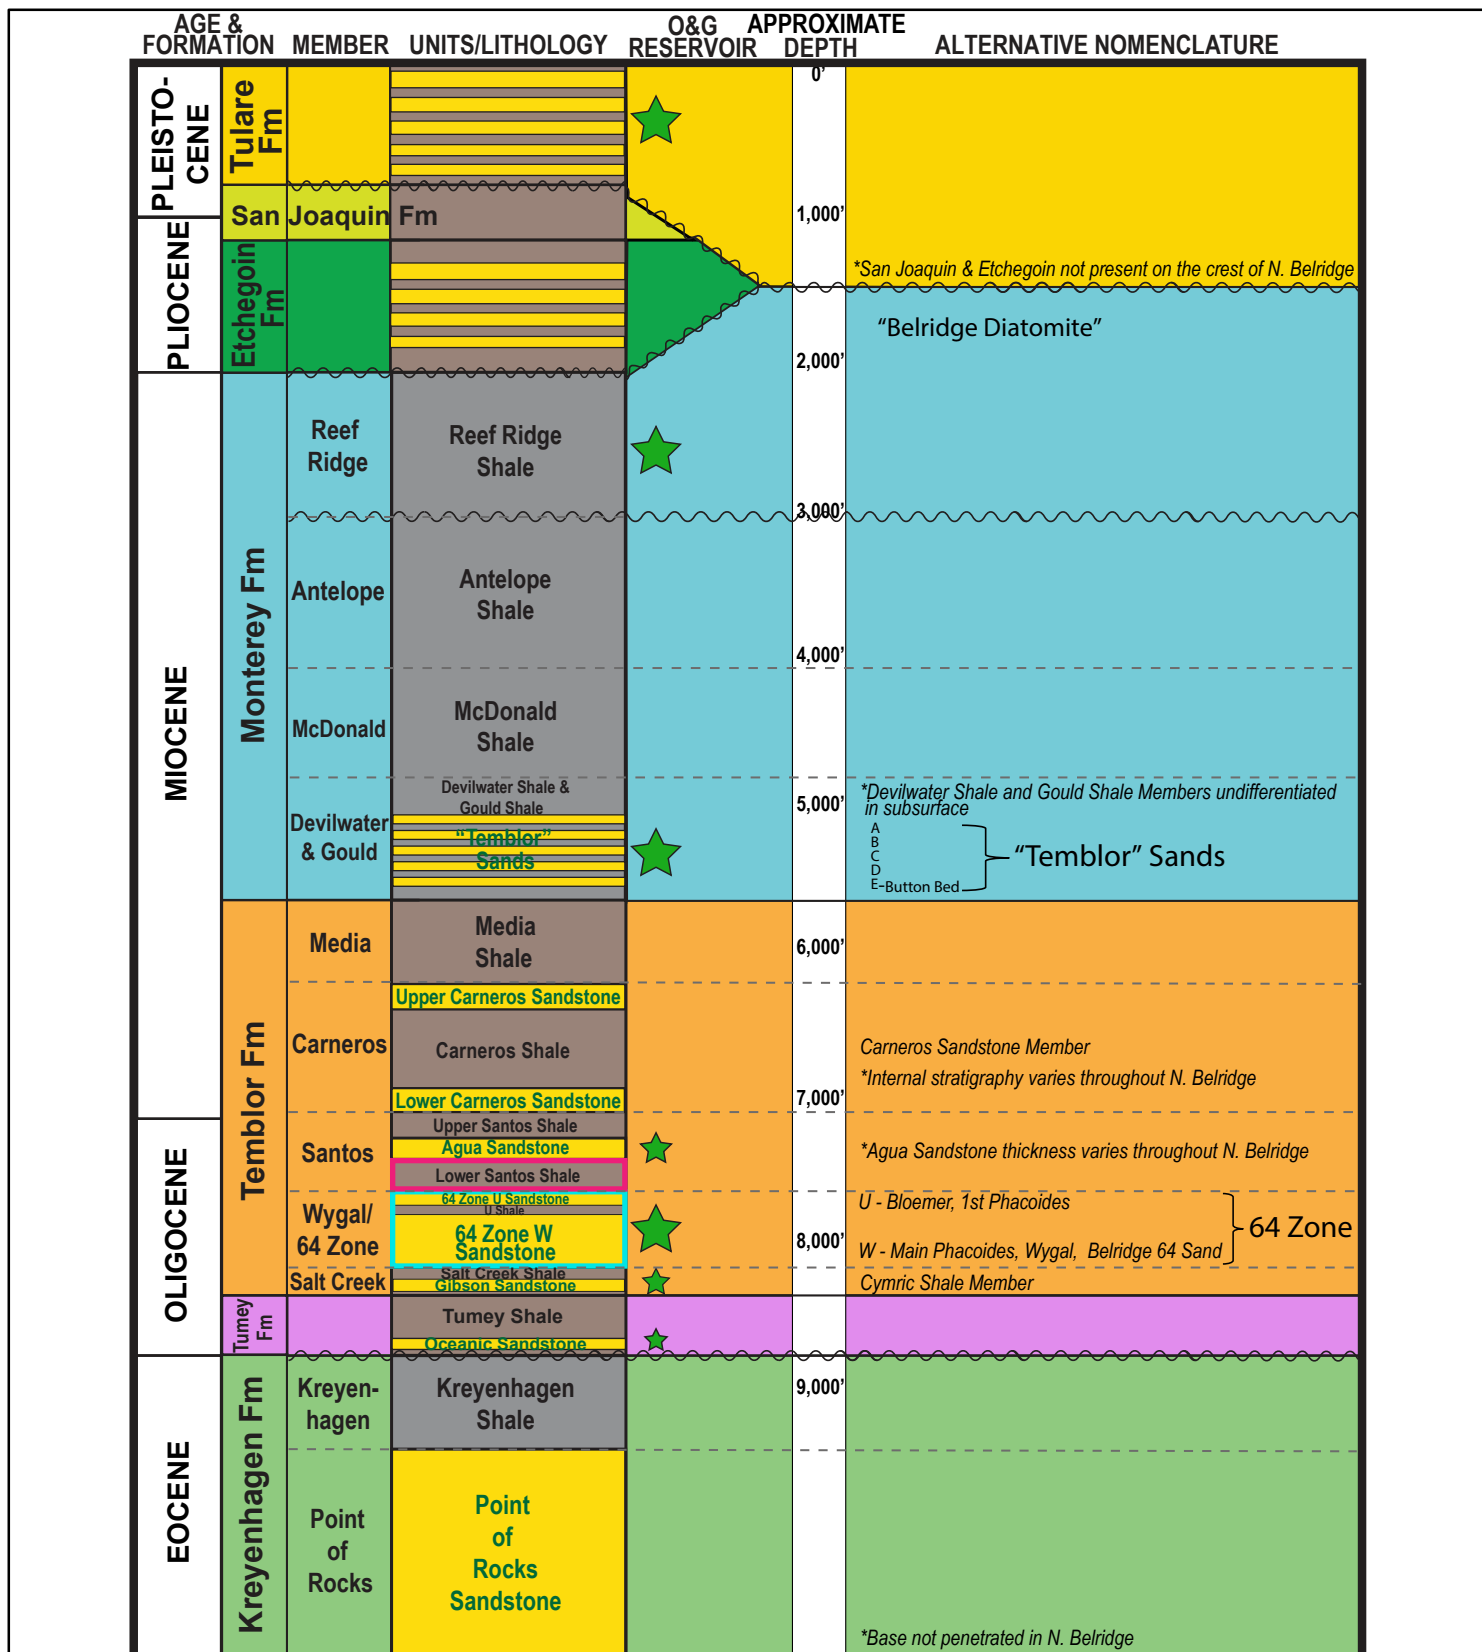 AGE &
FORMATION
MEMBER
UNITS/LITHOLOGY
O&G
RESERVOIR
APPROXIMATE
DEPTH
ALTERNATIVE NOMENCLATURE
PLEISTO-
CENE
Tulare
Fm
0'
San Joaquin Fm
1,000'
PLIOCENE
Etchegoin
Fm
*San Joaquin & Etchegoin not present on the crest of N. Belridge
“Belridge Diatomite”
2,000'
MIOCENE
Monterey Fm
Reef
Ridge
Reef Ridge
Shale
3,000'
Antelope
Antelope
Shale
4,000'
McDonald
McDonald
Shale
Devilwater
& Gould
Devilwater Shale &
Gould Shale
“Temblor”
Sands
5,000'
*Devilwater Shale and Gould Shale Members undifferentiated
in subsurface
A
B
C
D
E-Button Bed
“Temblor” Sands
Temblor Fm
Media
Media
Shale
6,000'
Carneros
Upper Carneros Sandstone
Carneros Shale
Lower Carneros Sandstone
Carneros Sandstone Member
*Internal stratigraphy varies throughout N. Belridge
7,000'
OLIGOCENE
Santos
Upper Santos Shale
Agua Sandstone
Lower Santos Shale
*Agua Sandstone thickness varies throughout N. Belridge
Wygal/
64 Zone
64 Zone U Sandstone
U Shale
64 Zone W
Sandstone
8,000'
U - Bloemer, 1st Phacoides
W - Main Phacoides, Wygal, Belridge 64 Sand
64 Zone
Salt Creek
Salt Creek Shale
Gibson Sandstone
Cymric Shale Member
Tumey
Fm
Tumey Shale
Oceanic Sandstone
EOCENE
Kreyenhagen Fm
Kreyen-
hagen
Kreyenhagen
Shale
9,000'
Point
of
Rocks
Point
of
Rocks
Sandstone
*Base not penetrated in N. Belridge